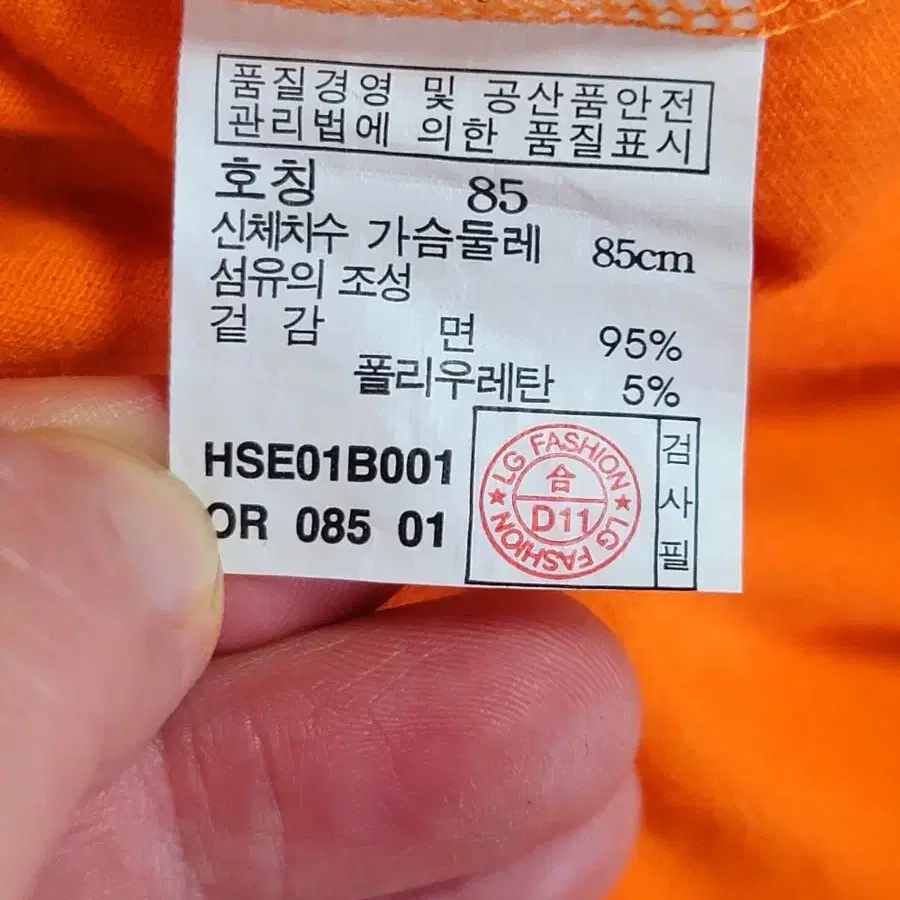 품질경영 및 공산품안전
관리법에 의한 품질표시
호칭 85
신체치수 가슴둘레 85cm
섬유의 조성
겉 감 면 95%
폴리우레탄 5%
HSE01B001
OR 085 01
★ LG FASHION ★ LG FASHION
合
D11
검사필